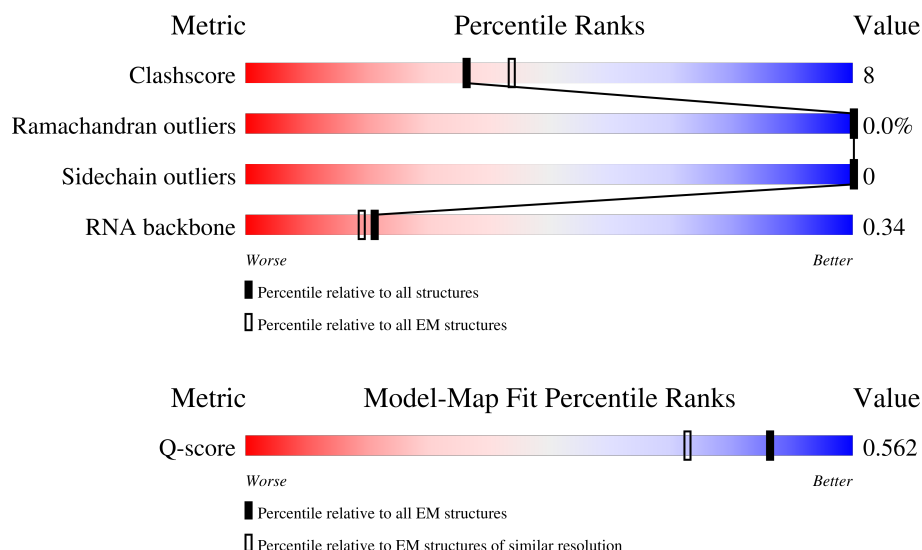 Metric Percentile Ranks Value
Clashscore 8
Ramachandran outliers 0.0%
Sidechain outliers 0
RNA backbone 0.34
Worse Better
Percentile relative to all structures
Percentile relative to all EM structures
Metric Model-Map Fit Percentile Ranks Value
Q-score 0.562
Worse Better
Percentile relative to all EM structures
Percentile relative to EM structures of similar resolution